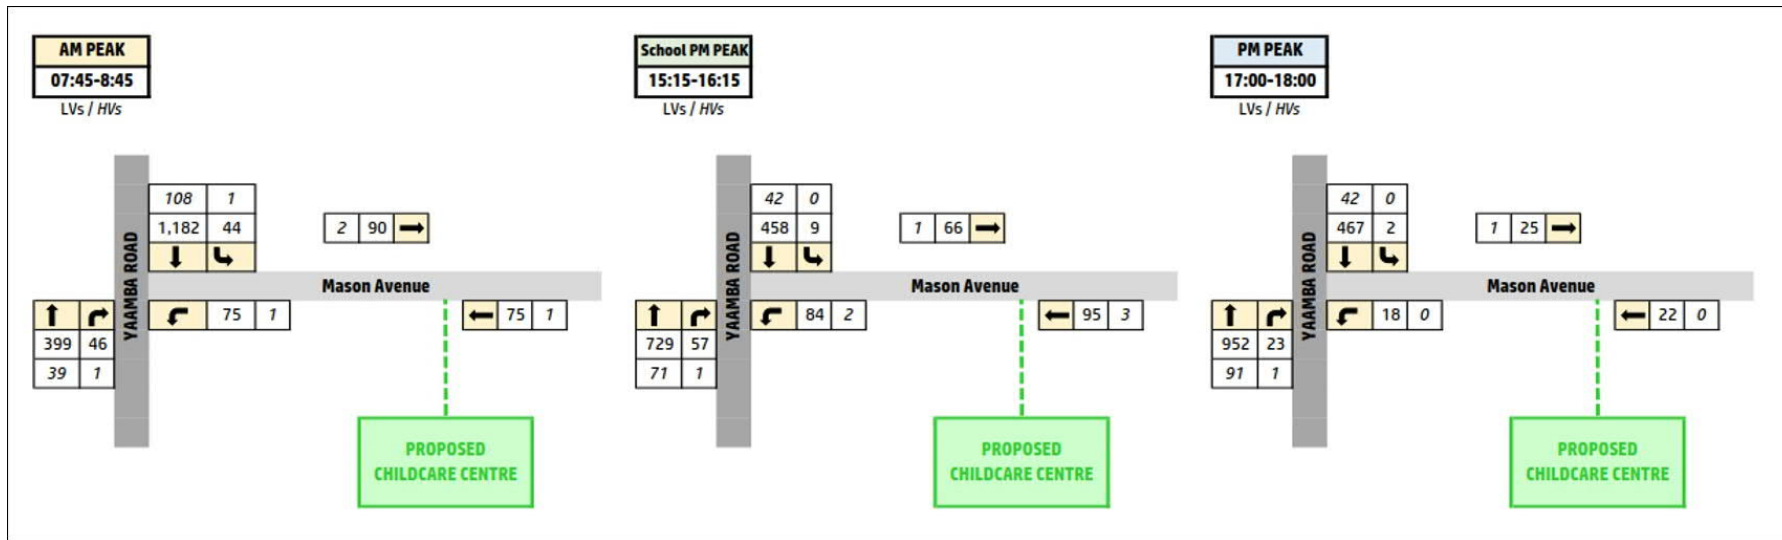 AM PEAK
07:45-8:45
LVs / HVs
108 1
1,182 44
2 90
YAAMBA ROAD
Mason Avenue
75 1
75 1
399 46
39 1
PROPOSED
CHILDCARE CENTRE
School PM PEAK
15:15-16:15
LVs / HVs
42 0
458 9
1 66
YAAMBA ROAD
Mason Avenue
84 2
95 3
729 57
71 1
PROPOSED
CHILDCARE CENTRE
PM PEAK
17:00-18:00
LVs / HVs
42 0
467 2
1 25
YAAMBA ROAD
Mason Avenue
18 0
22 0
952 23
91 1
PROPOSED
CHILDCARE CENTRE